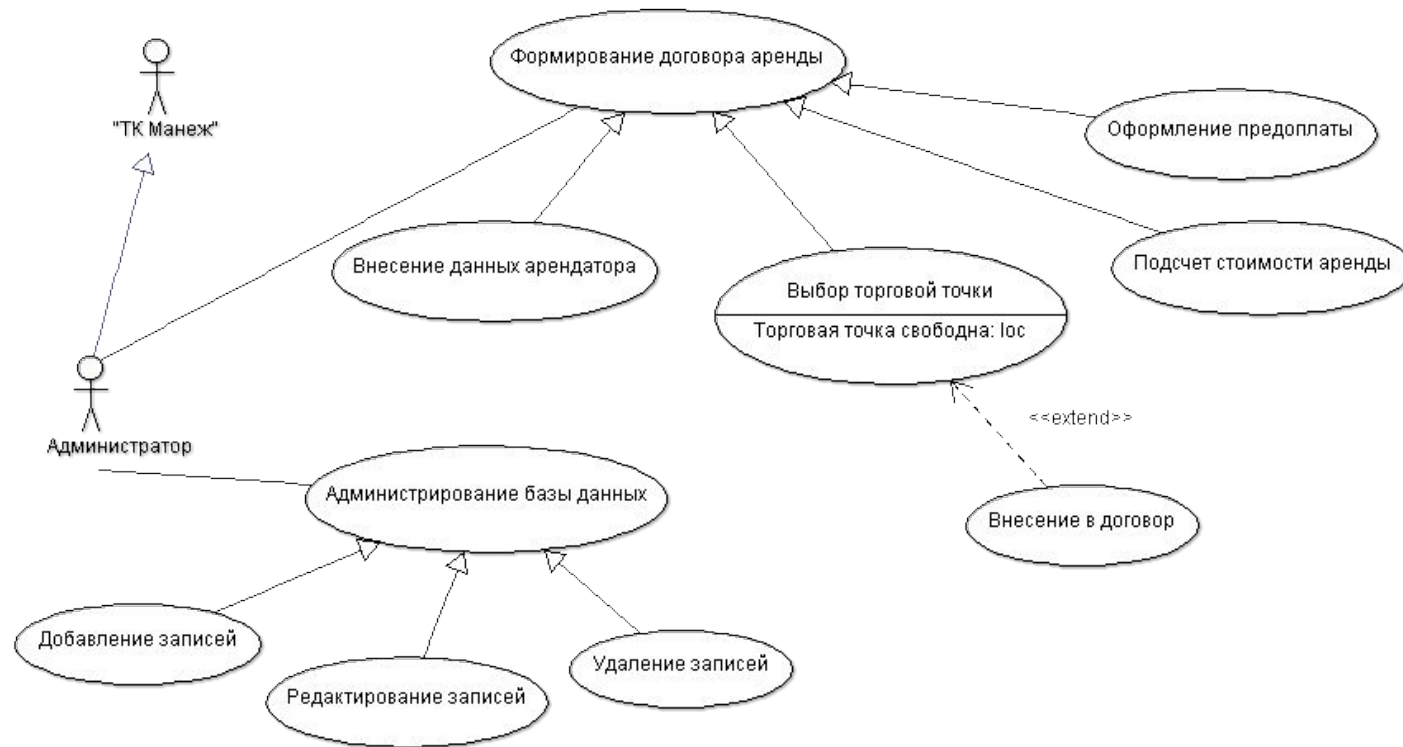 Формирование договора аренды
"ТК Манеж"
Оформление предоплаты
Внесение данных арендатора
Подсчет стоимости аренды
Выбор торговой точки
Торговая точка свободна: loc
<<extend>>
Администратор
Администрирование базы данных
Внесение в договор
Добавление записей
Удаление записей
Редактирование записей